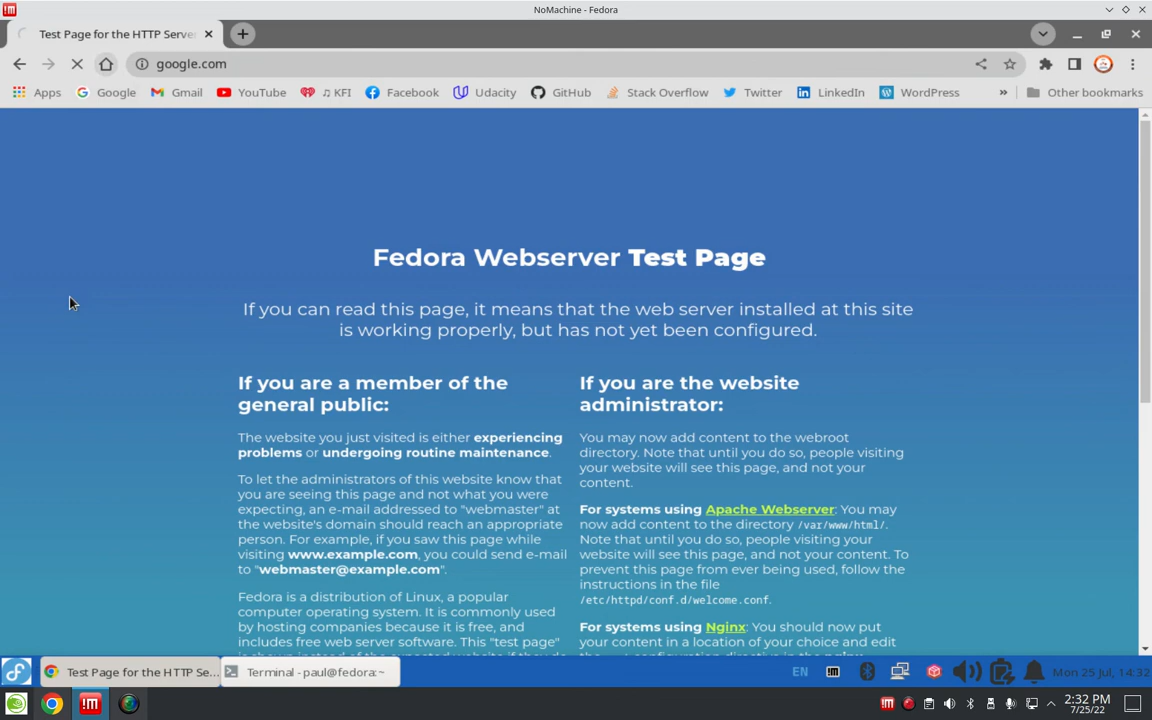 NoMachine - Fedora
Test Page for the HTTP Serve
google.com
Apps
Google
Gmail
YouTube
♫ KFI
Facebook
Udacity
GitHub
Stack Overflow
Twitter
LinkedIn
WordPress
»
Other bookmarks
Fedora Webserver Test Page
If you can read this page, it means that the web server installed at this site
is working properly, but has not yet been configured.
If you are a member of the
general public:
The website you just visited is either experiencing
problems or undergoing routine maintenance.
To let the administrators of this website know that
you are seeing this page and not what you were
expecting, an e-mail addressed to "webmaster" at
the website's domain should reach an appropriate
person. For example, if you saw this page while
visiting www.example.com, you could send e-mail
to "webmaster@example.com".
Fedora is a distribution of Linux, a popular
computer operating system. It is commonly used
by hosting companies because it is free, and
includes free web server software. This "test page"
If you are the website
administrator:
You may now add content to the webroot
directory. Note that until you do so, people visiting
your website will see this page, and not your
content.
For systems using Apache Webserver: You may
now add content to the directory /var/www/html/.
Note that until you do so, people visiting your
website will see this page, and not your content. To
prevent this page from ever being used, follow the
instructions in the file
/etc/httpd/conf.d/welcome.conf.
For systems using Nginx: You should now put
your content in a location of your choice and edit
Test Page for the HTTP Se...
Terminal - paul@fedora:~
EN
Mon 25 Jul, 14:32
2:32 PM
7/25/22